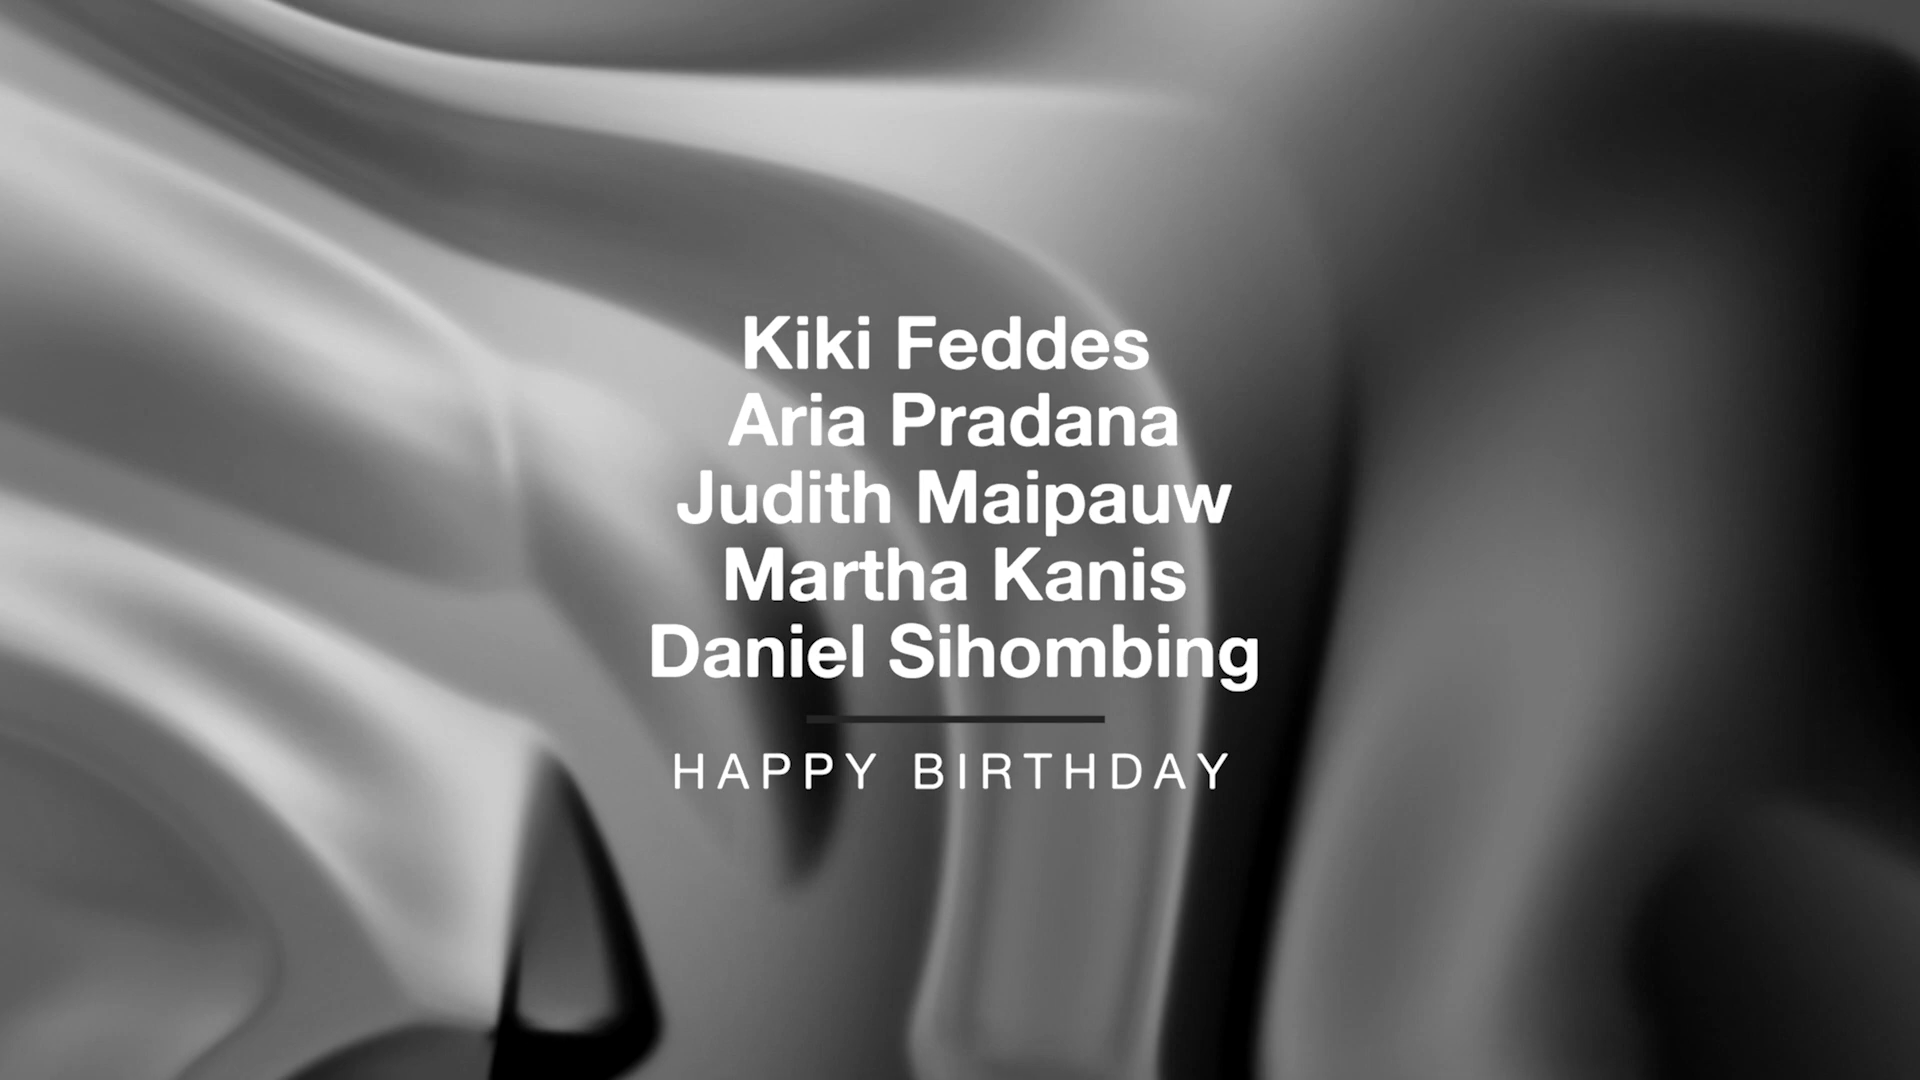 Kiki Feddes
Aria Pradana
Judith Maipauw
Martha Kanis
Daniel Sihombing
HAPPY BIRTHDAY